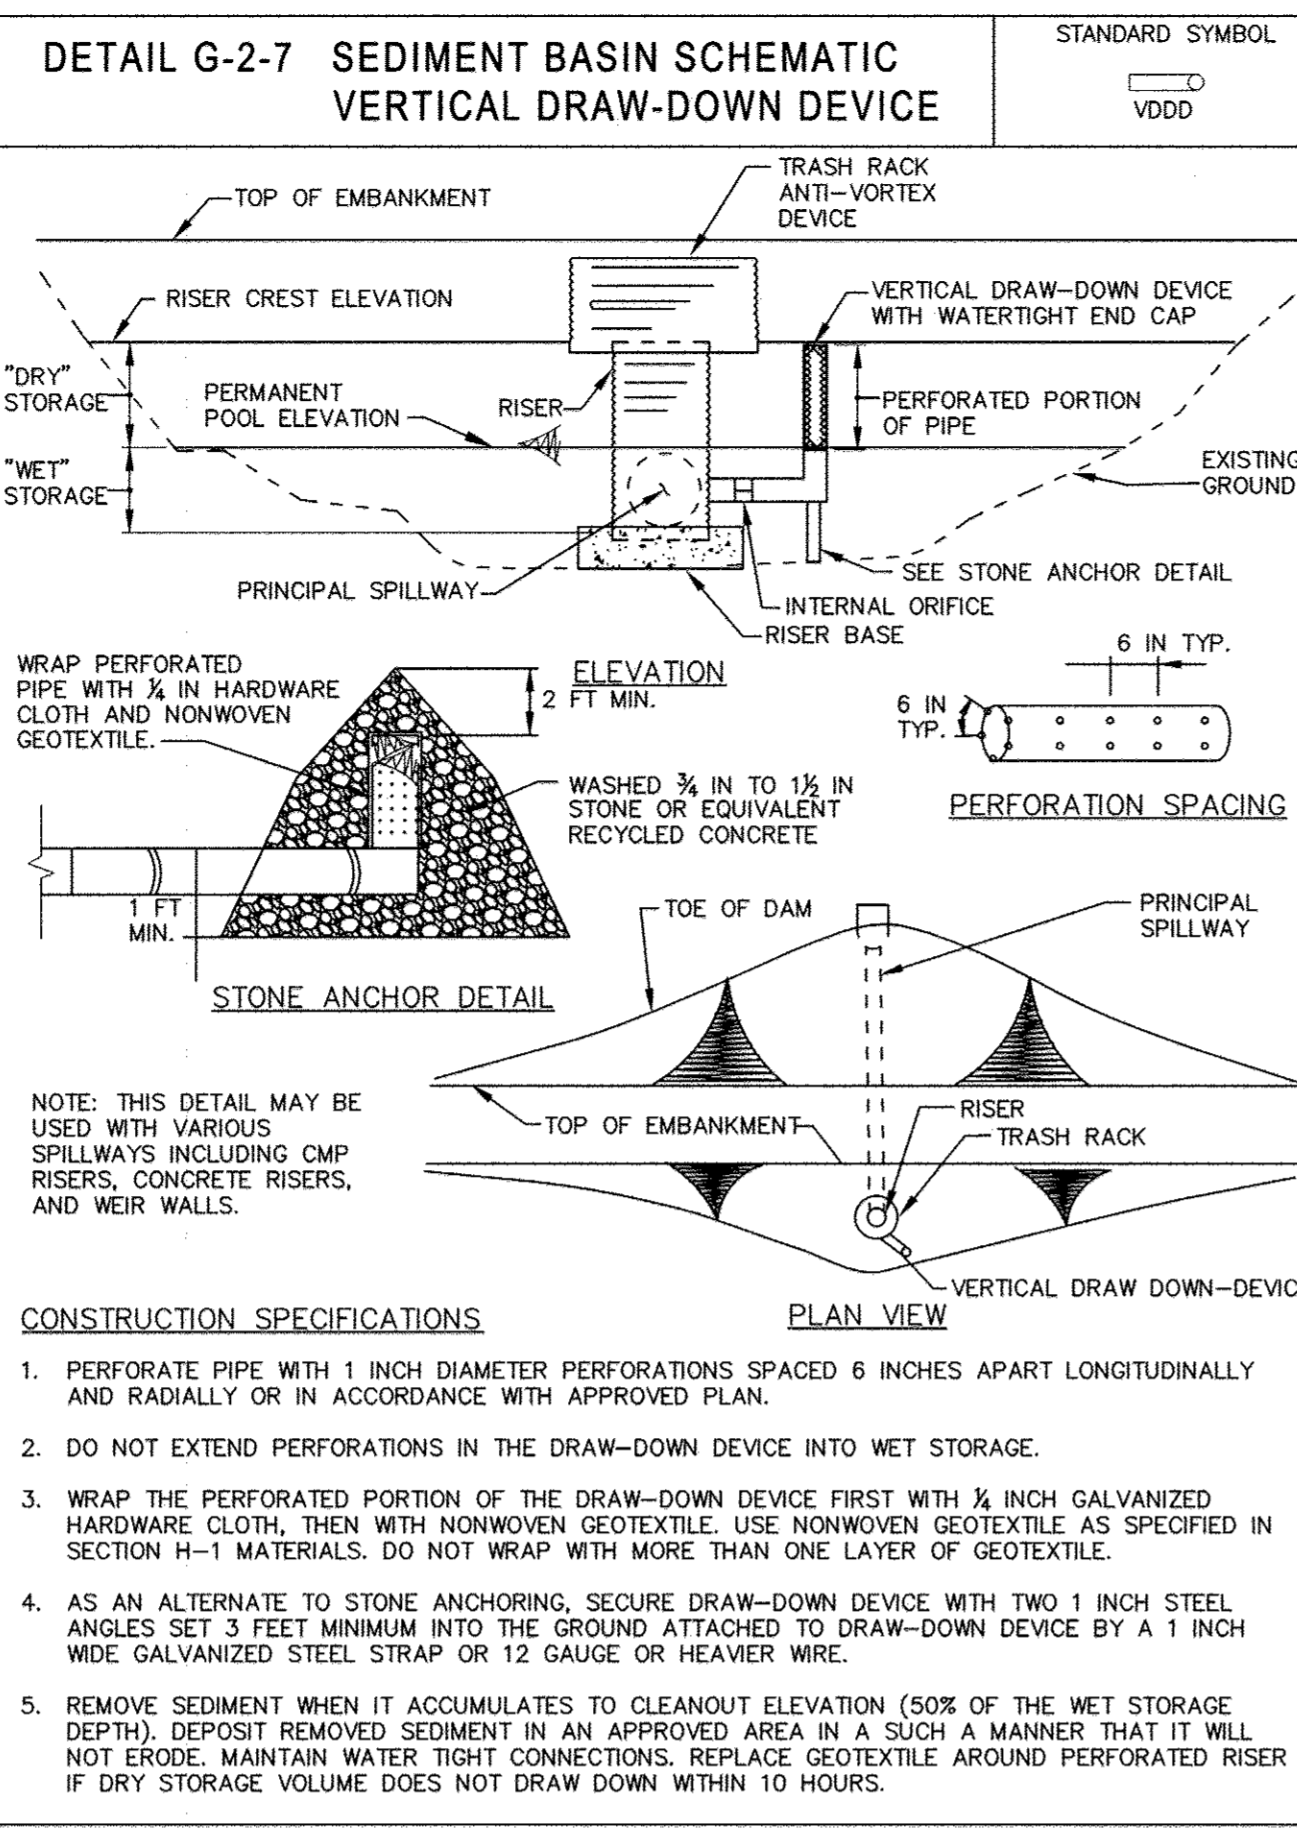 DETAIL G-2-7 SEDIMENT BASIN SCHEMATIC
VERTICAL DRAW-DOWN DEVICE
STANDARD SYMBOL
VDDD
TOP OF EMBANKMENT
TRASH RACK
ANTI-VORTEX
DEVICE
RISER CREST ELEVATION
VERTICAL DRAW-DOWN DEVICE
WITH WATERTIGHT END CAP
"DRY"
STORAGE
PERMANENT
POOL ELEVATION
RISER
PERFORATED PORTION
OF PIPE
"WET"
STORAGE
EXISTING
GROUND
PRINCIPAL SPILLWAY
SEE STONE ANCHOR DETAIL
INTERNAL ORIFICE
RISER BASE
ELEVATION
WRAP PERFORATED
PIPE WITH ¼ IN HARDWARE
CLOTH AND NONWOVEN
GEOTEXTILE.
2 FT MIN.
6 IN TYP.
6 IN
TYP.
WASHED ¾ IN TO 1½ IN
STONE OR EQUIVALENT
RECYCLED CONCRETE
PERFORATION SPACING
1 FT
MIN.
STONE ANCHOR DETAIL
TOE OF DAM
PRINCIPAL
SPILLWAY
NOTE: THIS DETAIL MAY BE
USED WITH VARIOUS
SPILLWAYS INCLUDING CMP
RISERS, CONCRETE RISERS,
AND WEIR WALLS.
TOP OF EMBANKMENT
RISER
TRASH RACK
VERTICAL DRAW DOWN-DEVIC
PLAN VIEW
CONSTRUCTION SPECIFICATIONS
1. PERFORATE PIPE WITH 1 INCH DIAMETER PERFORATIONS SPACED 6 INCHES APART LONGITUDINALLY
AND RADIALLY OR IN ACCORDANCE WITH APPROVED PLAN.
2. DO NOT EXTEND PERFORATIONS IN THE DRAW-DOWN DEVICE INTO WET STORAGE.
3. WRAP THE PERFORATED PORTION OF THE DRAW-DOWN DEVICE FIRST WITH ¼ INCH GALVANIZED
HARDWARE CLOTH, THEN WITH NONWOVEN GEOTEXTILE. USE NONWOVEN GEOTEXTILE AS SPECIFIED IN
SECTION H-1 MATERIALS. DO NOT WRAP WITH MORE THAN ONE LAYER OF GEOTEXTILE.
4. AS AN ALTERNATE TO STONE ANCHORING, SECURE DRAW-DOWN DEVICE WITH TWO 1 INCH STEEL
ANGLES SET 3 FEET MINIMUM INTO THE GROUND ATTACHED TO DRAW-DOWN DEVICE BY A 1 INCH
WIDE GALVANIZED STEEL STRAP OR 12 GAUGE OR HEAVIER WIRE.
5. REMOVE SEDIMENT WHEN IT ACCUMULATES TO CLEANOUT ELEVATION (50% OF THE WET STORAGE
DEPTH). DEPOSIT REMOVED SEDIMENT IN AN APPROVED AREA IN A SUCH A MANNER THAT IT WILL
NOT ERODE. MAINTAIN WATER TIGHT CONNECTIONS. REPLACE GEOTEXTILE AROUND PERFORATED RISER
IF DRY STORAGE VOLUME DOES NOT DRAW DOWN WITHIN 10 HOURS.